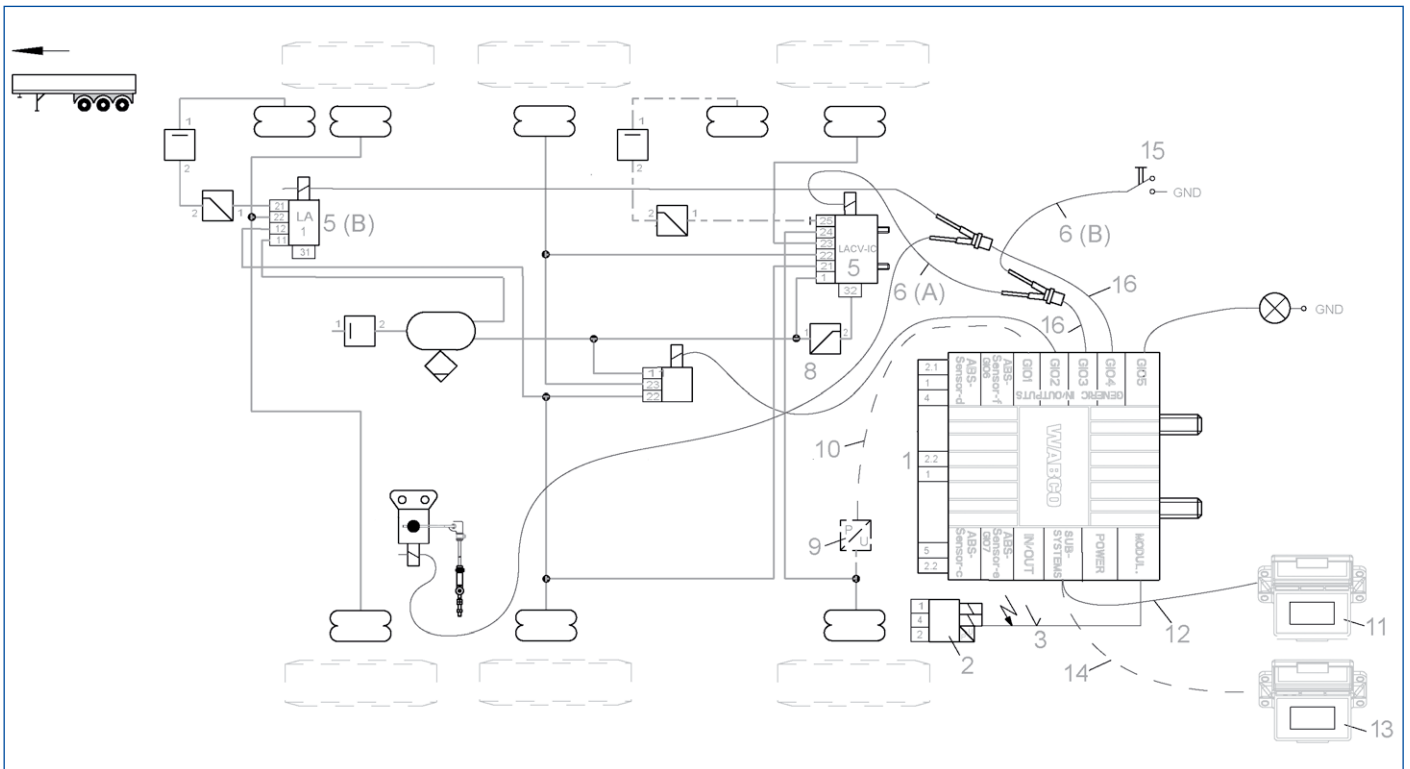 15
GND
1
1
2
2
2
1
21
22
12
11
LA
1
31
5 (B)
2
1
25
24
23
22
21
1
LACV-IC
5
32
6 (A)
6 (B)
16
16
GND
1
2
1
2
8
1
23
22
10
9
P
U
1
2.1
1
4
2.2
1
5
2.2
ABS-
Sensor-d
ABS-
Sensor-f
GIO6
GIO1
GIO2
GIO3
GIO4
GIO5
GENERIC IN/OUTPUTS
WABCO
ABS-
Sensor-c
ABS-
Sensor-e
GIO7
IN/OUT
SUB-
SYSTEMS
POWER
MODUL.
1
4
2
2
3
12
11
14
13